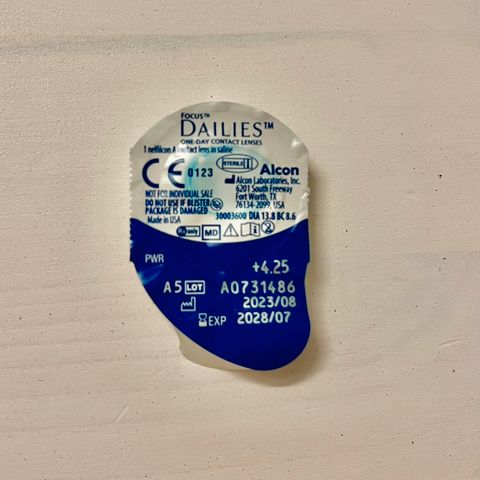 FOCUS™
DAILIES™
ONE-DAY CONTACT LENSES
1 nelfilcon A contact lens in saline
CE 0123 STERILE Alcon
NOT FOR INDIVIDUAL SALE
DO NOT USE IF BLISTER
PACKAGE IS DAMAGED
Made in USA
Alcon Laboratories, Inc.
6201 South Freeway
Fort Worth, TX
76134-2099, USA
30003600 DIA 13.8 BC 8.6
Rx only MD
PWR +4.25
A5 LOT A0731486
2023/08
EXP 2028/07